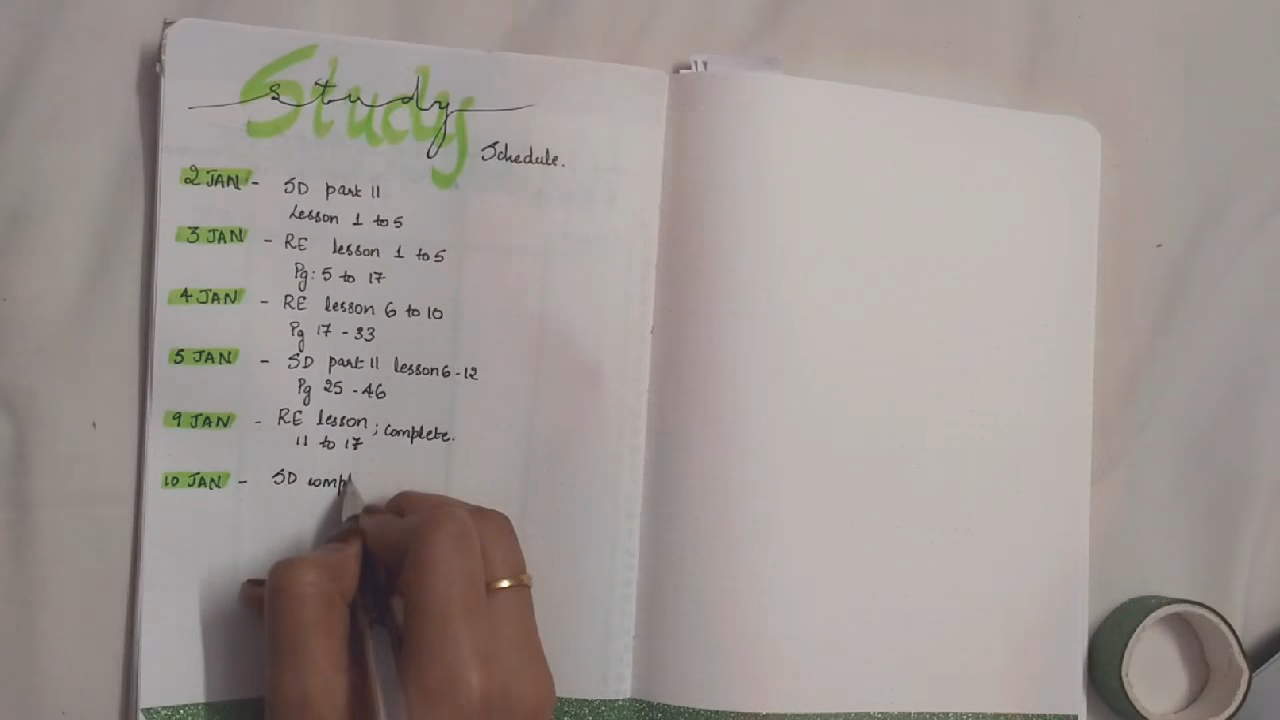 Study
study
Schedule.
2 JAN - SD part II
Lesson 1 to 5
3 JAN - RE lesson 1 to 5
Pg: 5 to 17
4 JAN - RE lesson 6 to 10
Pg 17 - 33
5 JAN - SD part II lesson 6 - 12
Pg 25 - 46
9 JAN - RE lesson ; complete.
11 to 17
10 JAN - SD comp